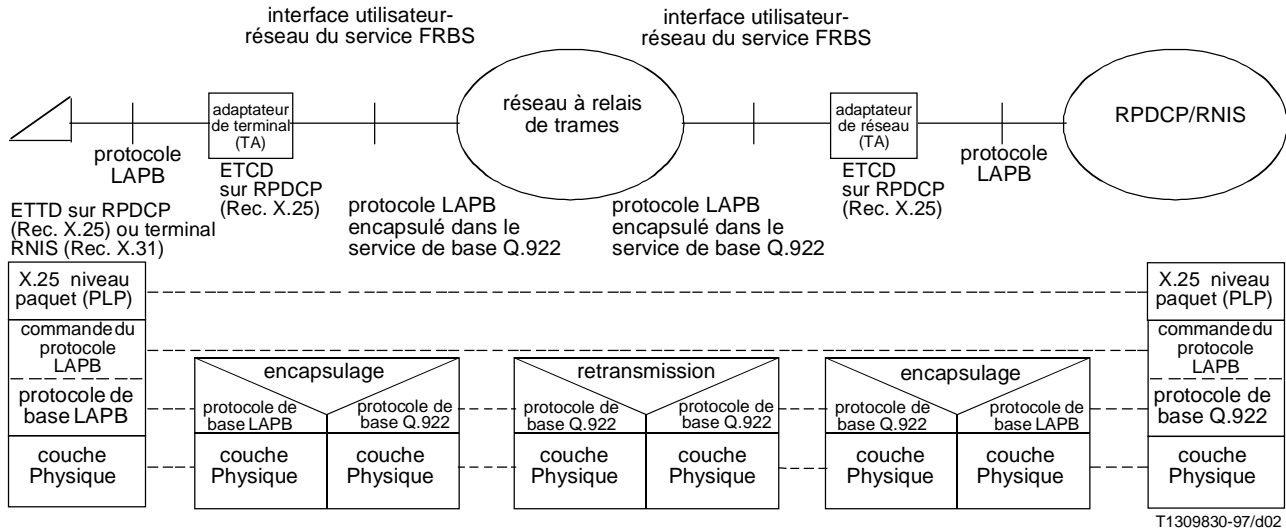 interface utilisateur-
réseau du service FRBS
interface utilisateur-
réseau du service FRBS
adaptateur
de terminal
(TA)
réseau à relais
de trames
adaptateur
de réseau
(TA)
RPDCP/RNIS
protocole
LAPB
ETCD
sur RPDCP
(Rec. X.25)
ETCD
sur RPDCP
(Rec. X.25)
protocole
LAPB
ETTD sur RPDCP
(Rec. X.25) ou terminal
RNIS (Rec. X.31)
protocole LAPB
encapsulé dans le
service de base Q.922
protocole LAPB
encapsulé dans le
service de base Q.922
X.25 niveau
paquet (PLP)
X.25 niveau
paquet (PLP)
commande du
protocole
LAPB
commande du
protocole
LAPB
encapsulage
retransmission
encapsulage
protocole de
base LAPB
protocole de
base LAPB
protocole de
base Q.922
protocole de
base Q.922
protocole de
base Q.922
protocole de
base Q.922
protocole de
base LAPB
protocole de
base Q.922
couche
Physique
couche
Physique
couche
Physique
couche
Physique
couche
Physique
couche
Physique
couche
Physique
couche
Physique
T1309830-97/d02